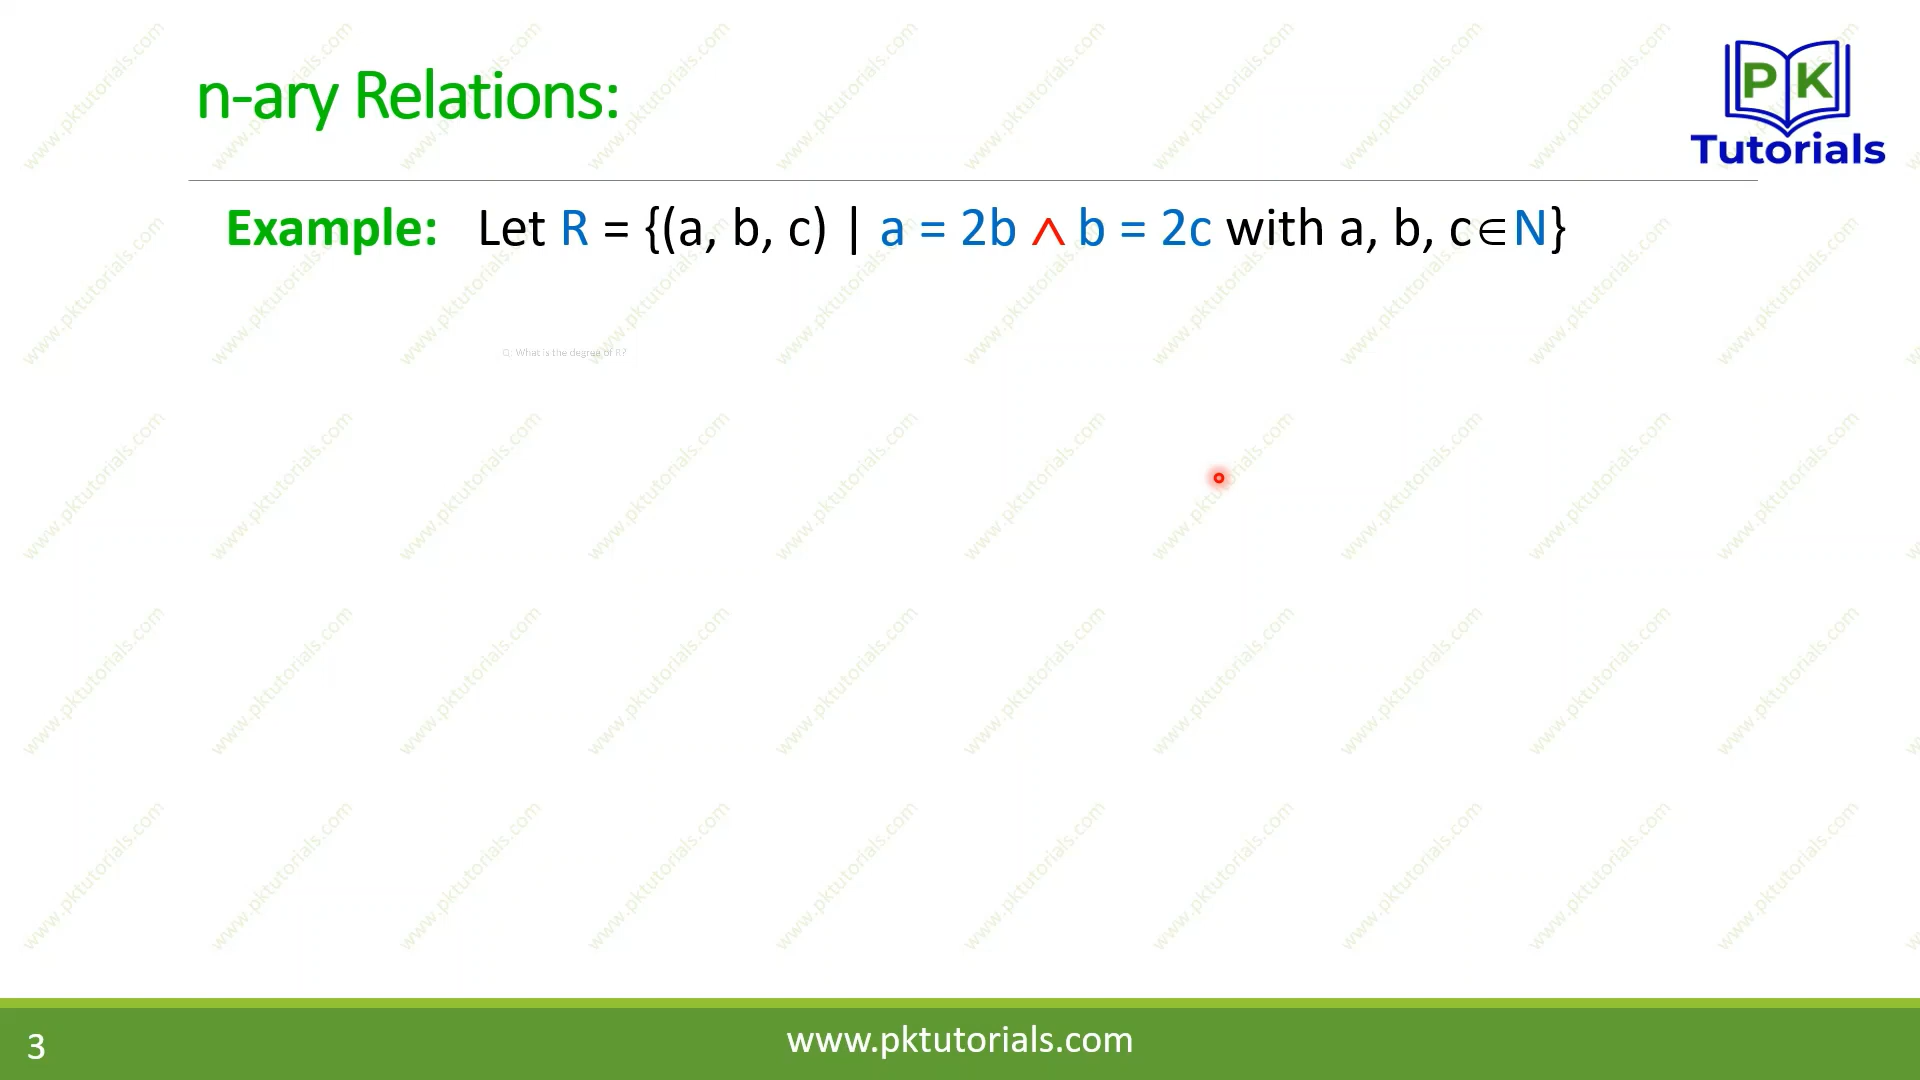 n-ary Relations:
PK
Tutorials
Example: Let R = {(a, b, c) | a = 2b ∧ b = 2c with a, b, c∈N}
Q: What is the degree of R?
www.pktutorials.com
3